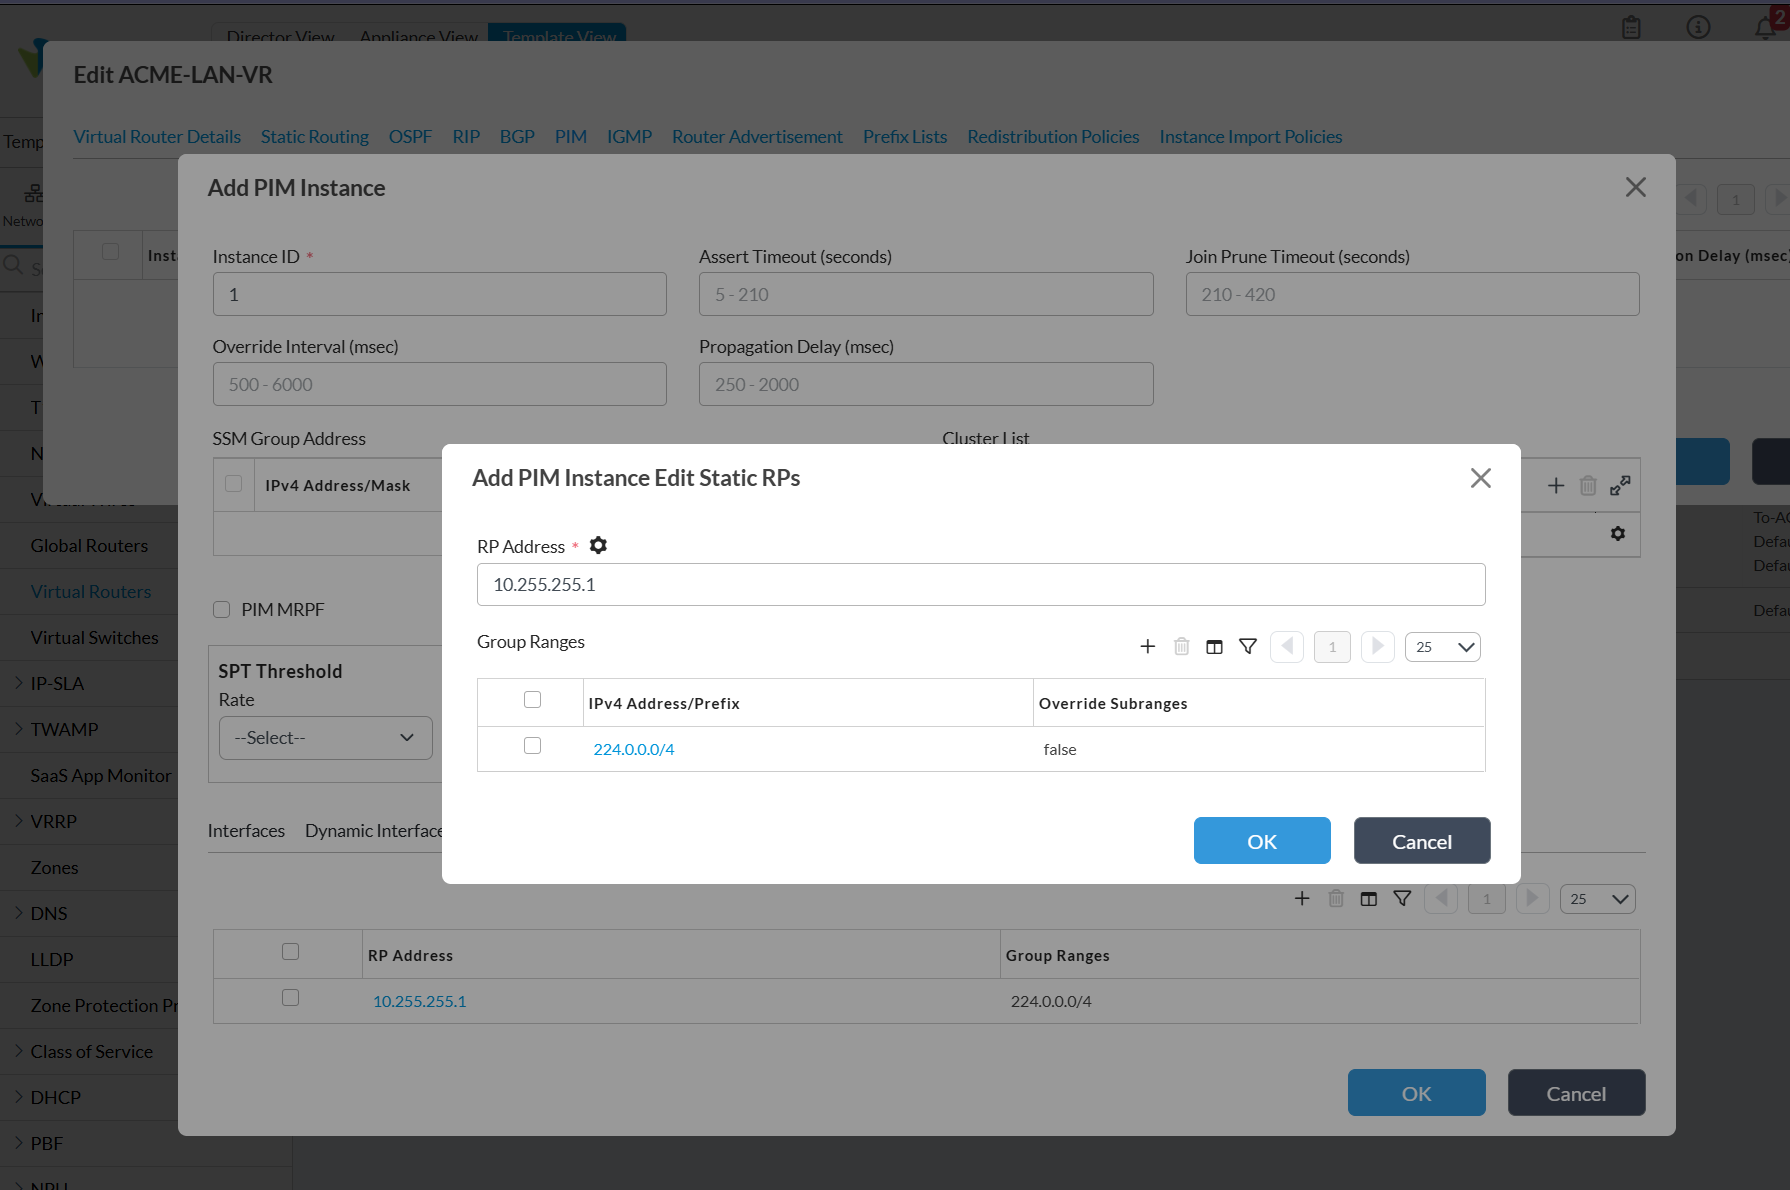 Director View Appliance View Template View
2
Edit ACME-LAN-VR
Virtual Router Details Static Routing OSPF RIP BGP PIM IGMP Router Advertisement Prefix Lists Redistribution Policies Instance Import Policies
Add PIM Instance
1
Instance ID *
Assert Timeout (seconds)
Join Prune Timeout (seconds)
on Delay (msec)
1
5 - 210
210 - 420
Override Interval (msec)
Propagation Delay (msec)
500 - 6000
250 - 2000
SSM Group Address
Cluster List
IPv4 Address/Mask
Add PIM Instance Edit Static RPs
RP Address *
10.255.255.1
Group Ranges
1
25
IPv4 Address/Prefix
Override Subranges
224.0.0.0/4
false
OK
Cancel
PIM MRPF
SPT Threshold
Rate
--Select--
Interfaces
1
25
RP Address
Group Ranges
10.255.255.1
224.0.0.0/4
OK
Cancel
Global Routers
Virtual Routers
Virtual Switches
IP-SLA
TWAMP
SaaS App Monitor
VRRP
Zones
DNS
LLDP
Zone Protection
Class of Service
DHCP
PBF